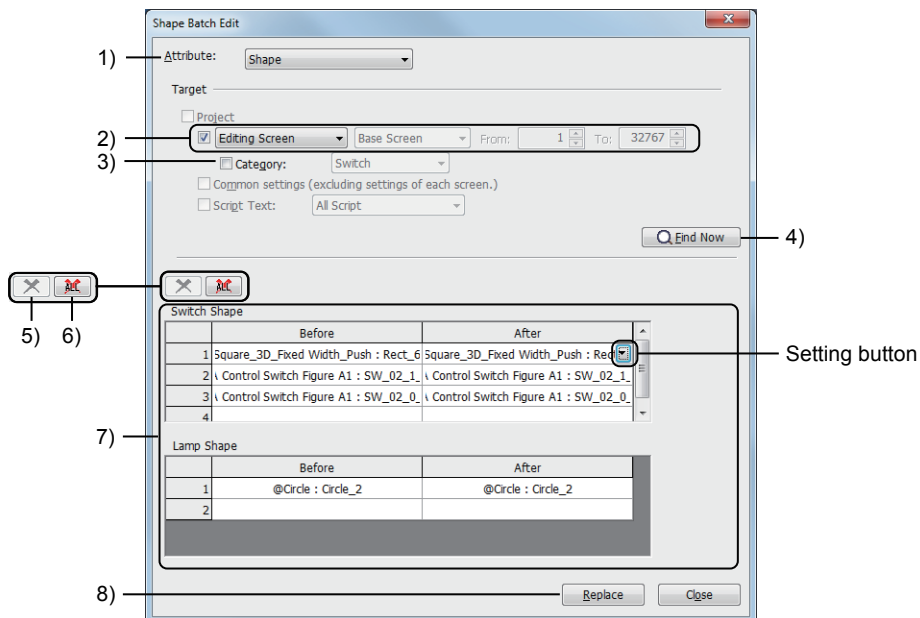 Shape Batch Edit
x
1)
Attribute:
Shape
Target
Project
2)
Editing Screen
Base Screen
From:
1
To:
32767
3)
Category:
Switch
Common settings (excluding settings of each screen.)
Script Text:
All Script
Find Now
4)
ALL
ALL
5)
6)
Switch Shape
Before
After
1
Square_3D_Fixed Width_Push : Rect_6
Square_3D_Fixed Width_Push : Rect
Setting button
2
Control Switch Figure A1 : SW_02_1_
Control Switch Figure A1 : SW_02_1_
3
Control Switch Figure A1 : SW_02_0_
Control Switch Figure A1 : SW_02_0_
4
7)
Lamp Shape
Before
After
1
@Circle : Circle_2
@Circle : Circle_2
2
8)
Replace
Close